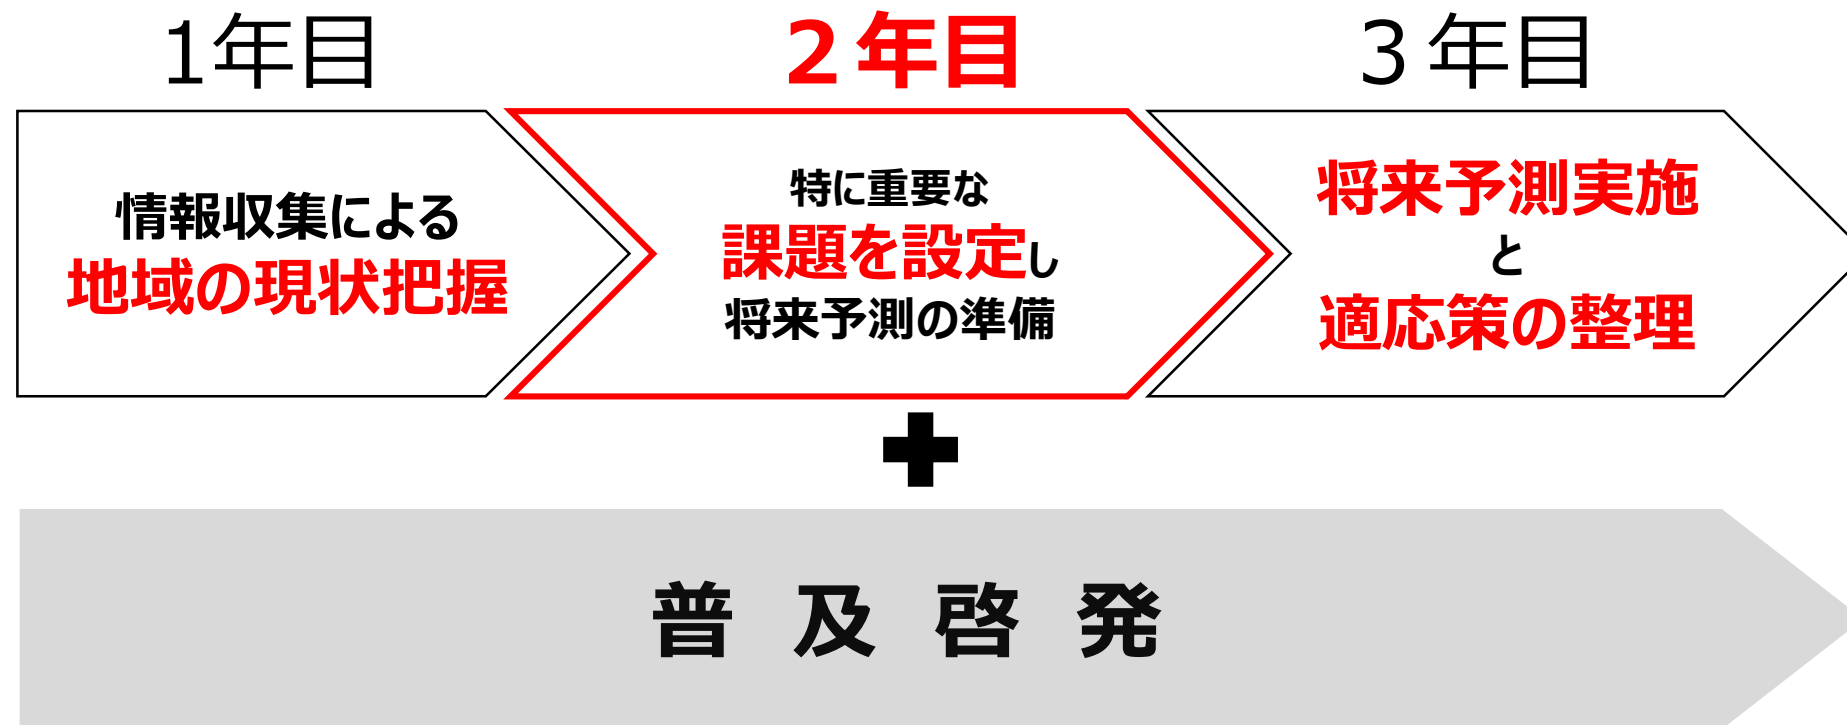 1年目
情報収集による
地域の現状把握
２年目
特に重要な
課題を設定し
将来予測の準備
３年目
将来予測実施
と
適応策の整理
普及啓発